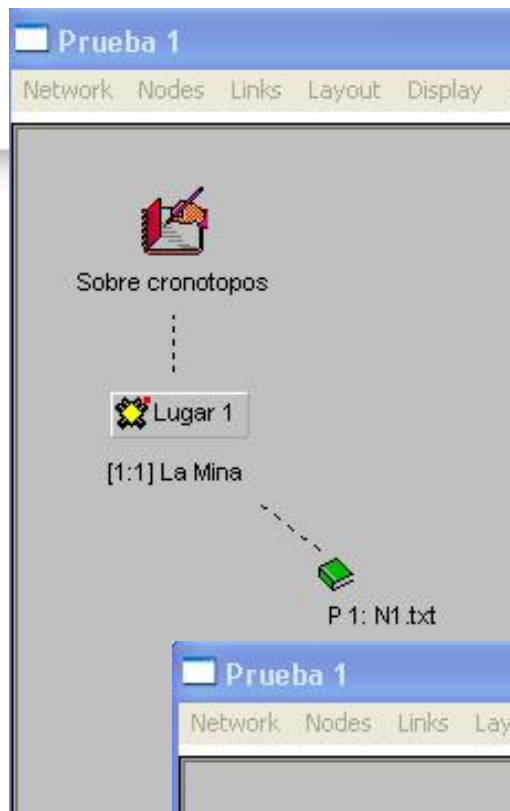 Prueba 1
Network Nodes Links Layout Display
Sobre cronotopos
Lugar 1
[1:1] La Mina
P 1: N1.txt
Prueba 1
Network Nodes Links Lay